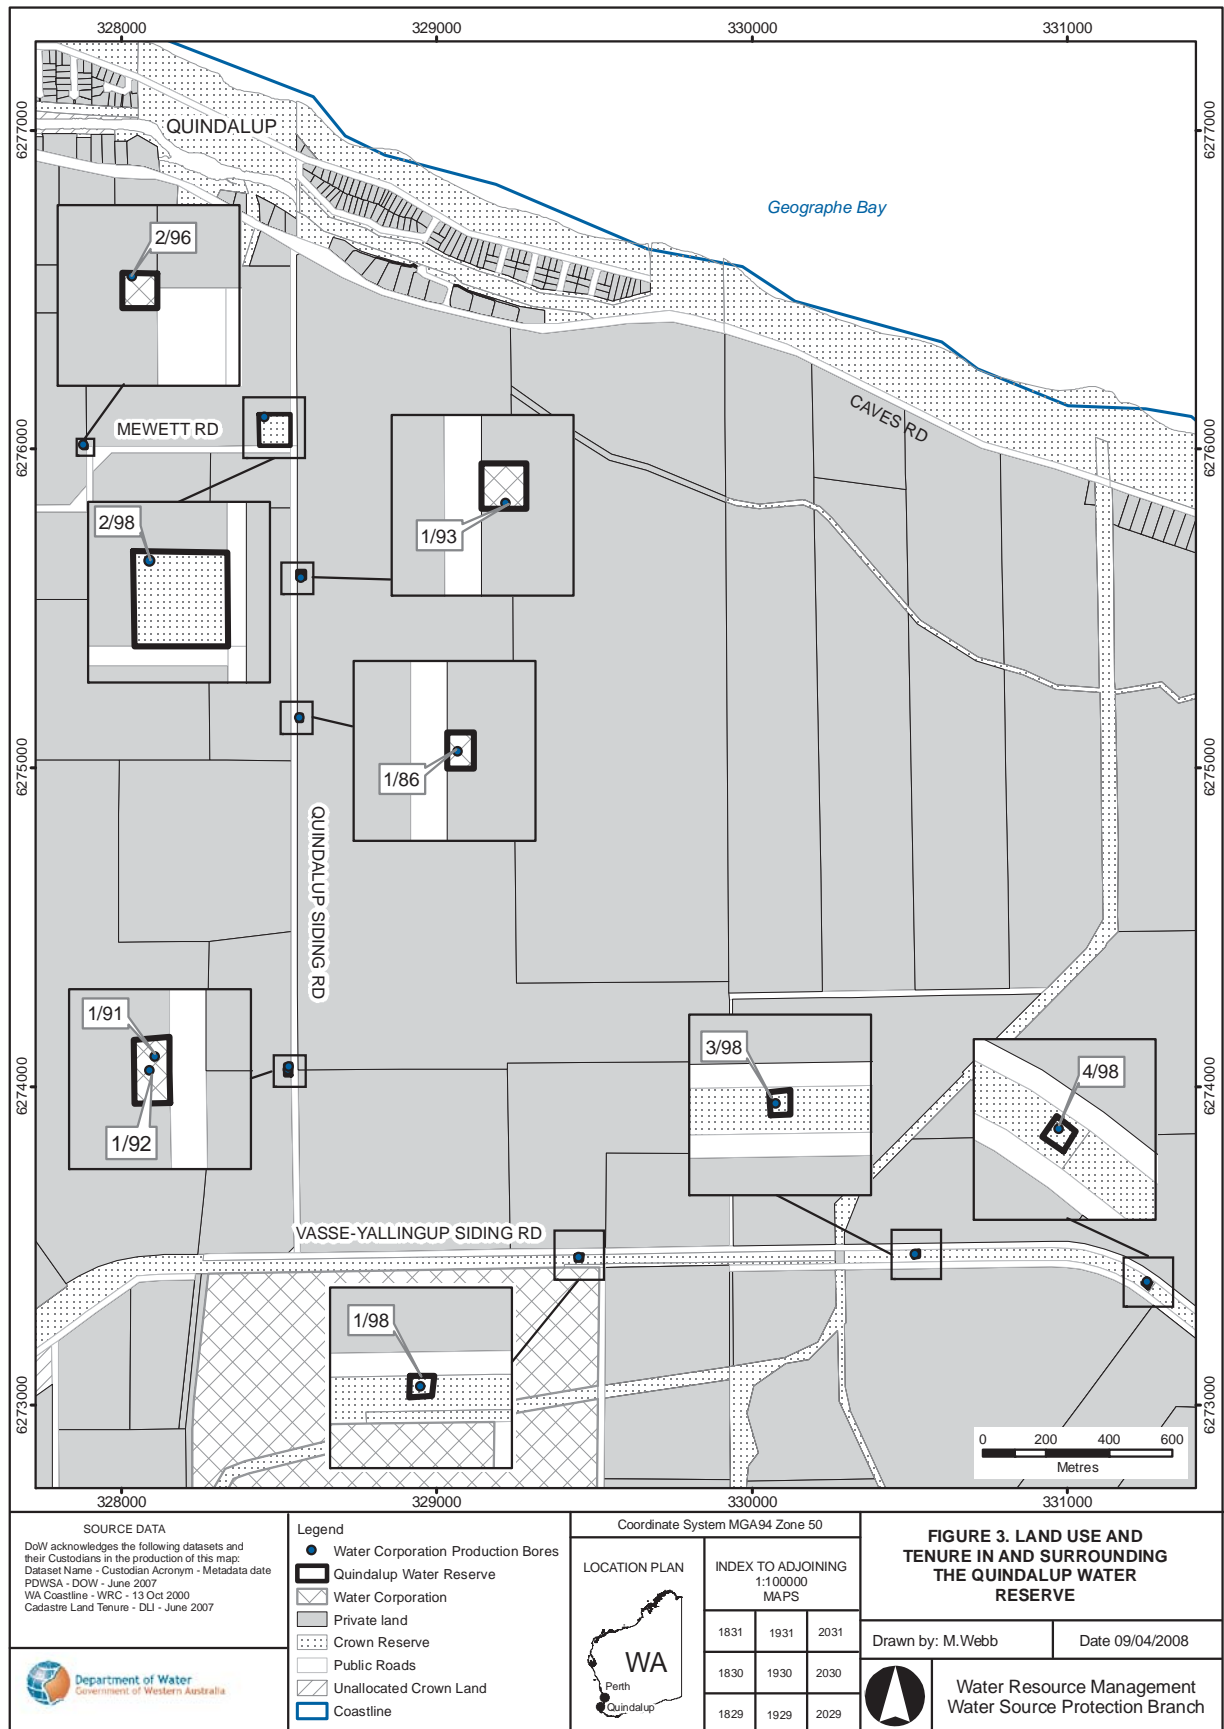 328000
329000
330000
331000
6277000
6277000
QUINDALUP
Geographe Bay
2/96
CAVES RD
MEWETT RD
6276000
6276000
2/98
1/93
1/86
6275000
6275000
QUINDALUP SIDING RD
1/91
1/92
3/98
4/98
6274000
6274000
VASSE-YALLINGUP SIDING RD
1/98
6273000
6273000
0 200 400 600
Metres
328000
329000
330000
331000
SOURCE DATA
DoW acknowledges the following datasets and
their Custodians in the production of this map:
Dataset Name - Custodian Acronym - Metadata date
PDWSA - DOW - June 2007
WA Coastline - WRC - 13 Oct 2000
Cadastre Land Tenure - DLI - June 2007
Department of Water
Government of Western Australia
Legend
Water Corporation Production Bores
Quindalup Water Reserve
Water Corporation
Private land
Crown Reserve
Public Roads
Unallocated Crown Land
Coastline
Coordinate System MGA94 Zone 50
LOCATION PLAN
WA
Perth
Quindalup
INDEX TO ADJOINING
1:100000
MAPS
1831 1931 2031
1830 1930 2030
1829 1929 2029
FIGURE 3. LAND USE AND
TENURE IN AND SURROUNDING
THE QUINDALUP WATER
RESERVE
Drawn by: M.Webb
Date 09/04/2008
Water Resource Management
Water Source Protection Branch